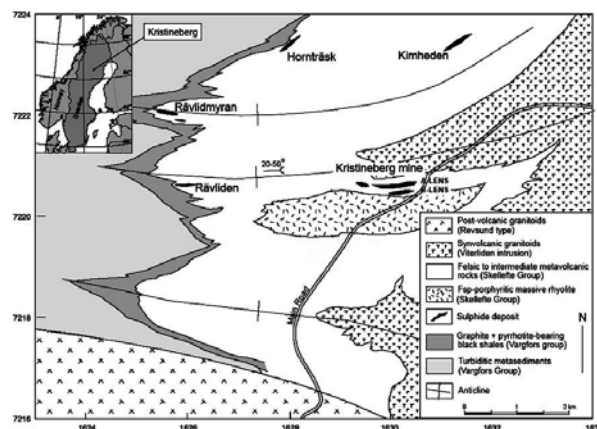 7224
7222
7220
7218
7216
Kristineberg
Hornträsk
Kimheden
Rävlidmyran
20-50°
Kristineberg mine
A-LENS
B-LENS
Rävliden
Main Road
Post-volcanic granitoids
(Revsund type)
Synvolcanic granitoids
(Viterliden intrusion)
Felsic to intermediate metavolcanic
rocks (Skellefte Group)
Fsp-porphyritic massive rhyolite
(Skellefte Group)
Sulphide deposit
Graphite + pyrrhotite-bearing
black shales (Vargfors group)
Turbiditic metasediments
(Vargfors Group)
Anticline
N
0 1 2 km
1624
1626
1628
1630
1632